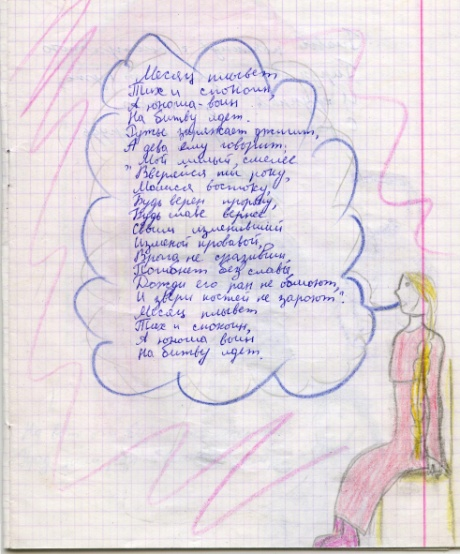 Месяц плывет
Тих и спокоин,
А юноша-воин
На битву идет.
Ружье заряжает джигит,
А дева ему говорит:
"Мой милый, смелее
Вверяйся ты року,
Молися востоку,
Будь верен пророку,
Будь славе вернее.
Своим изменивший
Изменой кровавой,
Врага не сразивши,
Погибнет без славы,
Дожди его ран не обмоют,
И звери костей не зароют".
Месяц плывет
Тих и спокоин,
А юноша воин
На битву идет.